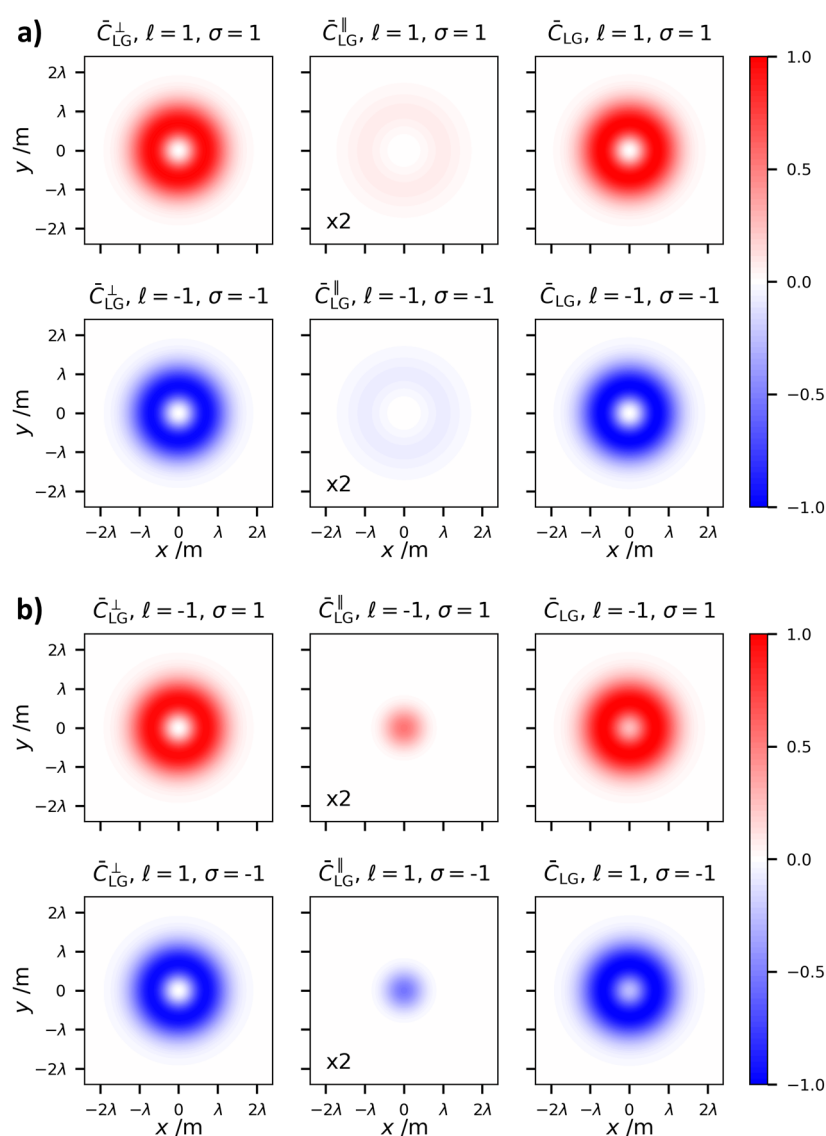 a)
C̄⊥LG, ℓ = 1, σ = 1
C̄∥LG, ℓ = 1, σ = 1
C̄LG, ℓ = 1, σ = 1
2λ
λ
0
−λ
−2λ
y /m
x2
1.0
0.5
0.0
−0.5
−1.0
C̄⊥LG, ℓ = -1, σ = -1
C̄∥LG, ℓ = -1, σ = -1
C̄LG, ℓ = -1, σ = -1
2λ
λ
0
−λ
−2λ
y /m
x2
−2λ −λ 0 λ 2λ
x /m
−2λ −λ 0 λ 2λ
x /m
−2λ −λ 0 λ 2λ
x /m
b)
C̄⊥LG, ℓ = -1, σ = 1
C̄∥LG, ℓ = -1, σ = 1
C̄LG, ℓ = -1, σ = 1
2λ
λ
0
−λ
−2λ
y /m
x2
1.0
0.5
0.0
−0.5
−1.0
C̄⊥LG, ℓ = 1, σ = -1
C̄∥LG, ℓ = 1, σ = -1
C̄LG, ℓ = 1, σ = -1
2λ
λ
0
−λ
−2λ
y /m
x2
−2λ −λ 0 λ 2λ
x /m
−2λ −λ 0 λ 2λ
x /m
−2λ −λ 0 λ 2λ
x /m